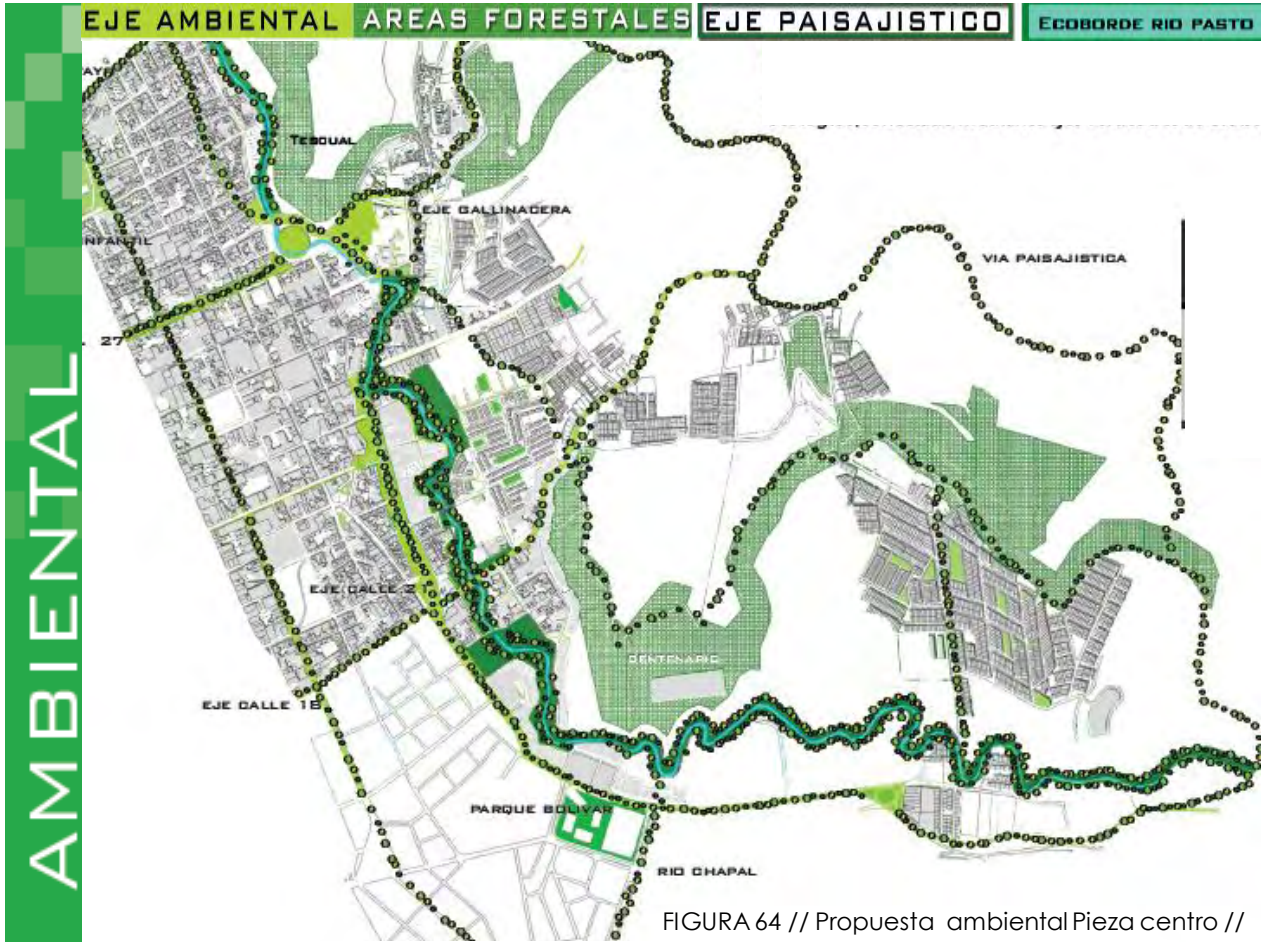 EJE AMBIENTAL AREAS FORESTALES EJE PAISAJISTICO ECOBORDE RIO PASTO
AMBIENTAL
TESCUAL
EJE GALLINACERA
INFANTIL
VIA PAISAJISTICA
27
EJE CALLE 2
CENTENARIO
EJE CALLE 18
PARQUE BOLIVAR
RIO CHAPAL
FIGURA 64 // Propuesta ambiental Pieza centro //